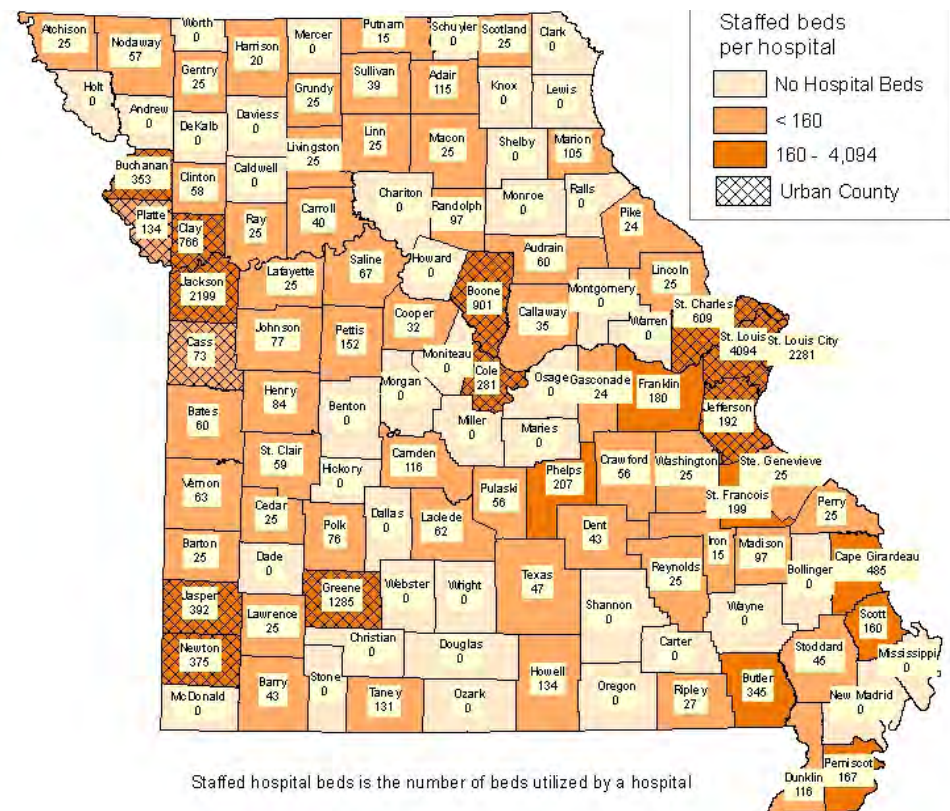 Staffed beds
per hospital
No Hospital Beds
< 160
160 - 4,094
Urban County
Atchison
25
Nodaway
57
Worth
0
Harrison
20
Mercer
0
Putnam
15
Schuyler
0
Scotland
25
Clark
0
Holt
0
Andrew
0
Gentry
25
DeKalb
0
Daviess
0
Grundy
25
Sullivan
39
Adair
115
Knox
0
Lewis
0
Livingston
25
Linn
25
Macon
25
Shelby
0
Marion
105
Buchanan
353
Clinton
58
Caldwell
0
Chariton
0
Randolph
97
Monroe
0
Ralls
0
Platte
134
Clay
766
Ray
25
Carroll
40
Pike
24
Jackson
2199
Lafayette
25
Saline
67
Howard
0
Boone
901
Audrain
60
Callaway
35
Montgomery
0
Lincoln
25
Warren
0
St. Charles
609
St. Louis
4094
St. Louis City
2281
Cass
73
Johnson
77
Pettis
152
Cooper
32
Moniteau
0
Cole
281
Osage
0
Gasconade
24
Franklin
180
Jefferson
192
Bates
60
Henry
84
Benton
0
Morgan
0
Miller
0
Maries
0
St. Clair
59
Hickory
0
Camden
116
Pulaski
56
Phelps
207
Crawford
56
Washington
25
Ste. Genevieve
25
St. Francois
199
Perry
25
Vernon
63
Cedar
25
Polk
76
Dallas
0
Laclede
62
Dent
43
Iron
15
Madison
97
Bollinger
0
Cape Girardeau
485
Barton
25
Dade
0
Greene
1285
Webster
0
Wright
0
Texas
47
Reynolds
25
Shannon
0
Wayne
0
Scott
160
Jasper
392
Lawrence
25
Christian
0
Douglas
0
Carter
0
Stoddard
45
Mississippi
0
Newton
375
McDonald
0
Barry
43
Stone
0
Taney
131
Ozark
0
Howell
134
Oregon
0
Ripley
27
Butler
345
New Madrid
0
Dunklin
116
Pemiscot
167
Staffed hospital beds is the number of beds utilized by a hospital